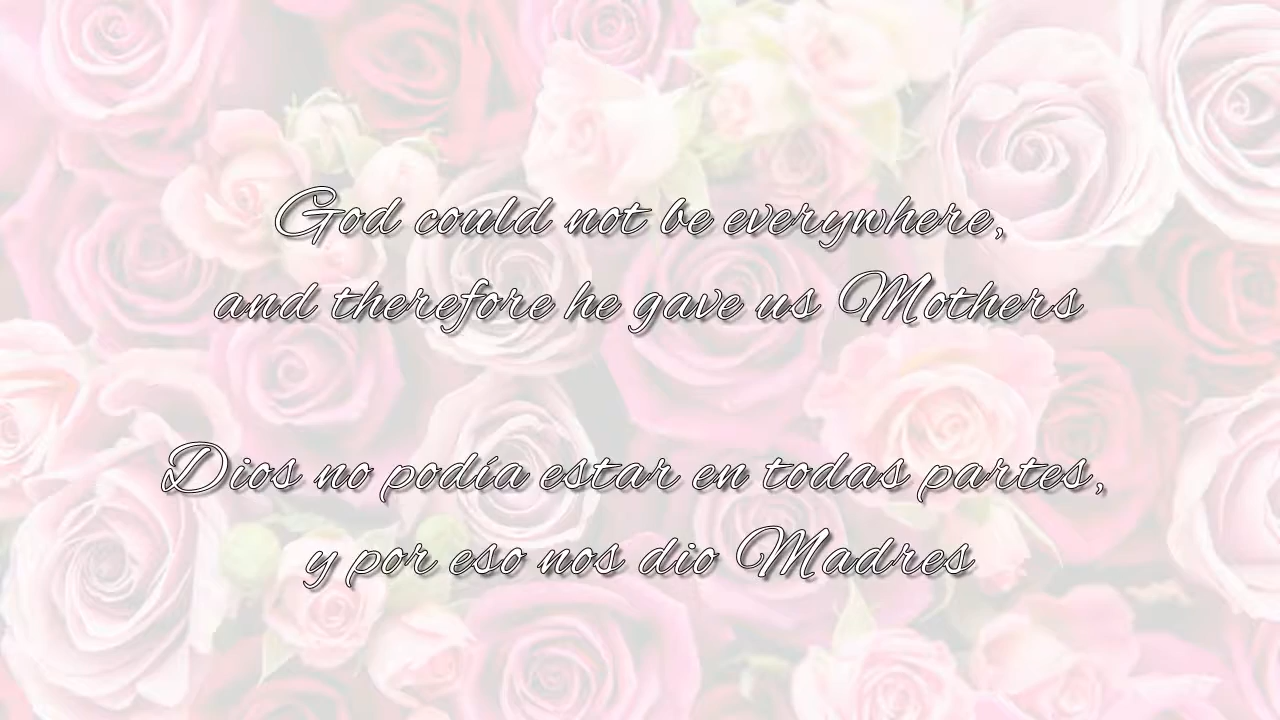 God could not be everywhere,
and therefore he gave us Mothers
Dios no podía estar en todas partes,
y por eso nos dio Madres